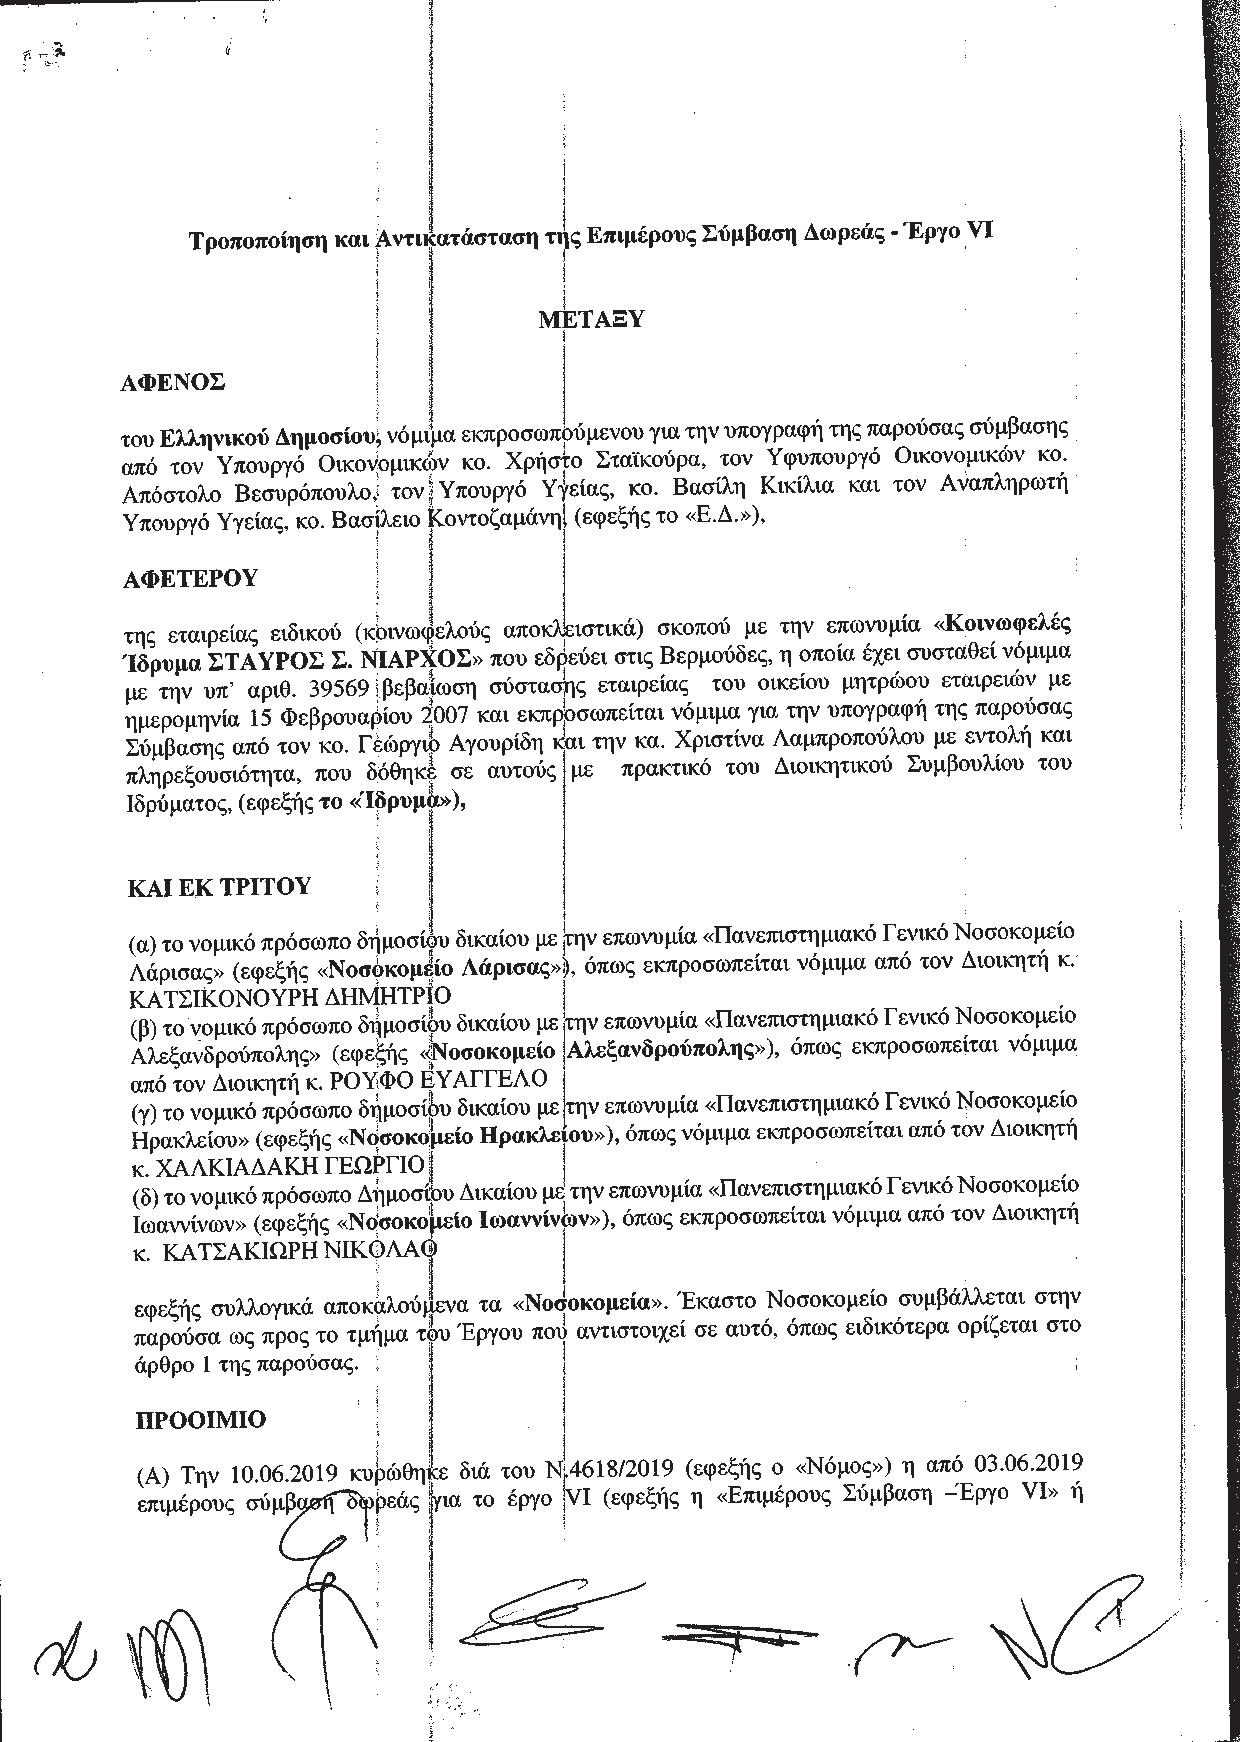 Τροποποίηση και Αντικατάσταση της Επιμέρους Σύμβαση Δωρεάς - Έργο VI
ΜΕΤΑΞΥ
ΑΦΕΝΟΣ
του Ελληνικού Δημοσίου, νόμιμα εκπροσωπούμενου για την υπογραφή της παρούσας σύμβασης
από τον Υπουργό Οικονομικών κο. Χρήστο Σταϊκούρα, τον Υφυπουργό Οικονομικών κο.
Απόστολο Βεσυρόπουλο, τον Υπουργό Υγείας, κο. Βασίλη Κικίλια και τον Αναπληρωτή
Υπουργό Υγείας, κο. Βασίλειο Κοντοζαμάνη, (εφεξής το «Ε.Δ.»),
ΑΦΕΤΕΡΟΥ
της εταιρείας ειδικού (κοινωφελούς αποκλειστικά) σκοπού με την επωνυμία «Κοινωφελές
Ίδρυμα ΣΤΑΥΡΟΣ Σ. ΝΙΑΡΧΟΣ» που εδρεύει στις Βερμούδες, η οποία έχει συσταθεί νόμιμα
με την υπ' αριθ. 39569 βεβαίωση σύστασης εταιρείας του οικείου μητρώου εταιρειών με
ημερομηνία 15 Φεβρουαρίου 2007 και εκπροσωπείται νόμιμα για την υπογραφή της παρούσας
Σύμβασης από τον κο. Γεώργιο Αγουρίδη και την κα. Χριστίνα Λαμπροπούλου με εντολή και
πληρεξουσιότητα, που δόθηκε σε αυτούς με πρακτικό του Διοικητικού Συμβουλίου του
Ιδρύματος, (εφεξής το «Ίδρυμα»),
ΚΑΙ ΕΚ ΤΡΙΤΟΥ
(α) το νομικό πρόσωπο δημοσίου δικαίου με την επωνυμία «Πανεπιστημιακό Γενικό Νοσοκομείο
Λάρισας» (εφεξής «Νοσοκομείο Λάρισας»), όπως εκπροσωπείται νόμιμα από τον Διοικητή κ.
ΚΑΤΣΙΚΟΝΟΥΡΗ ΔΗΜΗΤΡΙΟ
(β) το νομικό πρόσωπο δημοσίου δικαίου με την επωνυμία «Πανεπιστημιακό Γενικό Νοσοκομείο
Αλεξανδρούπολης» (εφεξής «Νοσοκομείο Αλεξανδρούπολης»), όπως εκπροσωπείται νόμιμα
από τον Διοικητή κ. ΡΟΥΦΟ ΕΥΑΓΓΕΛΟ
(γ) το νομικό πρόσωπο δημοσίου δικαίου με την επωνυμία «Πανεπιστημιακό Γενικό Νοσοκομείο
Ηρακλείου» (εφεξής «Νοσοκομείο Ηρακλείου»), όπως νόμιμα εκπροσωπείται από τον Διοικητή
κ. ΧΑΛΚΙΑΔΑΚΗ ΓΕΩΡΓΙΟ
(δ) το νομικό πρόσωπο Δημοσίου Δικαίου με την επωνυμία «Πανεπιστημιακό Γενικό Νοσοκομείο
Ιωαννίνων» (εφεξής «Νοσοκομείο Ιωαννίνων»), όπως εκπροσωπείται νόμιμα από τον Διοικητή
κ. ΚΑΤΣΑΚΙΩΡΗ ΝΙΚΟΛΑΟ
εφεξής συλλογικά αποκαλούμενα τα «Νοσοκομεία». Έκαστο Νοσοκομείο συμβάλλεται στην
παρούσα ως προς το τμήμα του Έργου που αντιστοιχεί σε αυτό, όπως ειδικότερα ορίζεται στο
άρθρο 1 της παρούσας.
ΠΡΟΟΙΜΙΟ
(Α) Την 10.06.2019 κυρώθηκε διά του Ν.4618/2019 (εφεξής ο «Νόμος») η από 03.06.2019
επιμέρους σύμβαση δωρεάς για το έργο VI (εφεξής η «Επιμέρους Σύμβαση –Έργο VI» ή